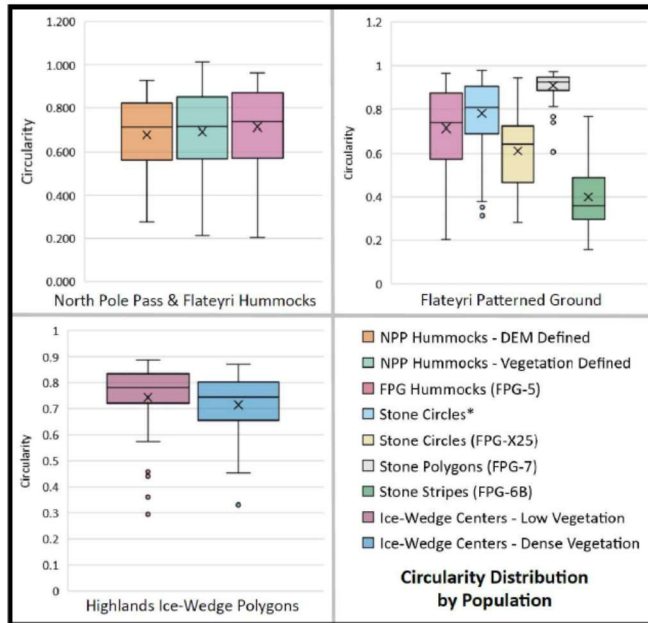 1.200
1.000
0.800
0.600
0.400
0.200
0.000
Circularity
North Pole Pass & Flateyri Hummocks
1.2
1
0.8
0.6
0.4
0.2
0
Circularity
Flateyri Patterned Ground
1
0.9
0.8
0.7
0.6
0.5
0.4
0.3
0.2
0.1
0
Circularity
Highlands Ice-Wedge Polygons
NPP Hummocks - DEM Defined
NPP Hummocks - Vegetation Defined
FPG Hummocks (FPG-5)
Stone Circles*
Stone Circles (FPG-X25)
Stone Polygons (FPG-7)
Stone Stripes (FPG-6B)
Ice-Wedge Centers - Low Vegetation
Ice-Wedge Centers - Dense Vegetation
Circularity Distribution
by Population